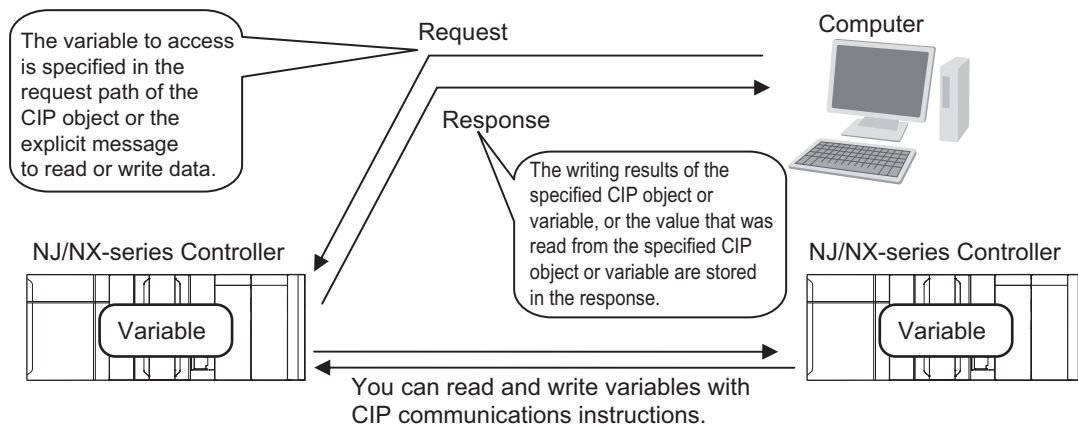 The variable to access
is specified in the
request path of the
CIP object or the
explicit message
to read or write data.
Request
Computer
Response
The writing results of the
specified CIP object or
variable, or the value that was
read from the specified CIP
object or variable are stored
in the response.
NJ/NX-series Controller
NJ/NX-series Controller
Variable
Variable
You can read and write variables with
CIP communications instructions.